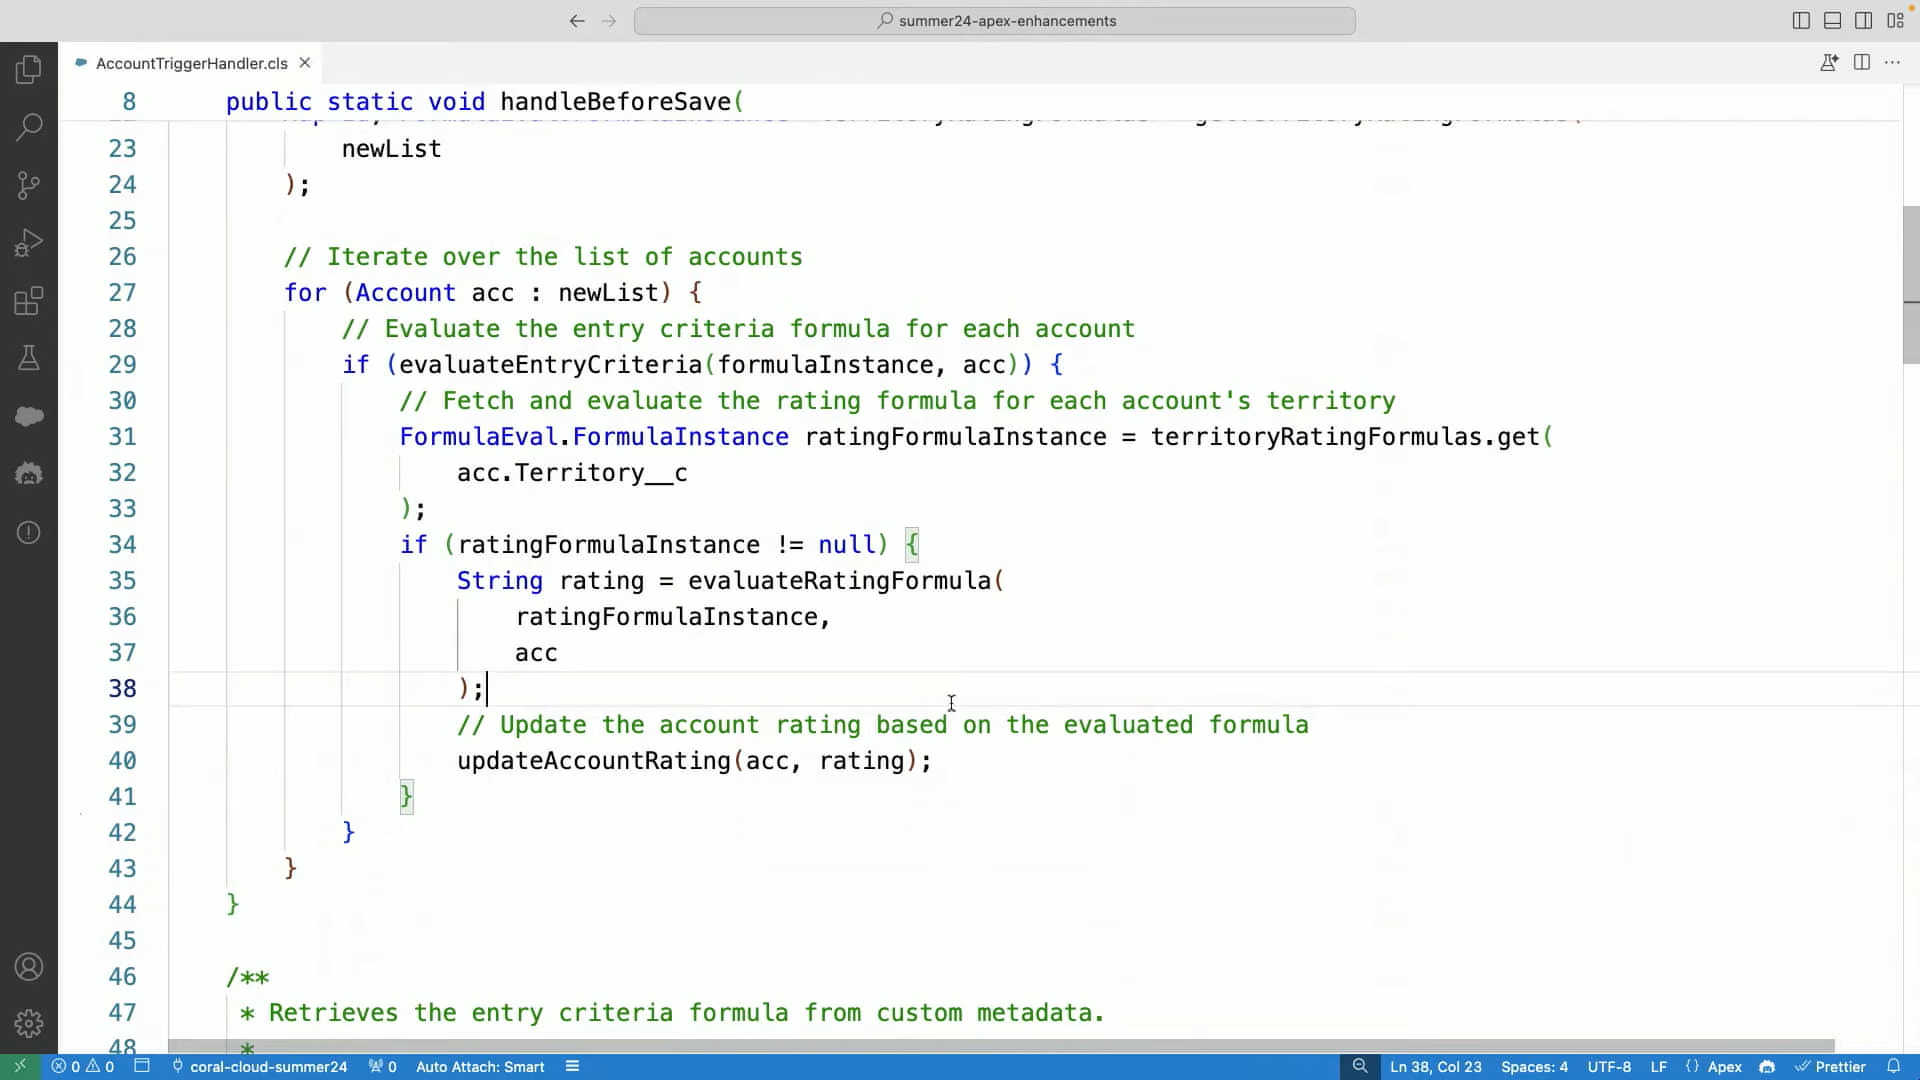 summer24-apex-enhancements
AccountTriggerHandler.cls
8 public static void handleBeforeSave(
23 newList
24 );
25
26 // Iterate over the list of accounts
27 for (Account acc : newList) {
28 // Evaluate the entry criteria formula for each account
29 if (evaluateEntryCriteria(formulaInstance, acc)) {
30 // Fetch and evaluate the rating formula for each account's territory
31 FormulaEval.FormulaInstance ratingFormulaInstance = territoryRatingFormulas.get(
32 acc.Territory__c
33 );
34 if (ratingFormulaInstance != null) {
35 String rating = evaluateRatingFormula(
36 ratingFormulaInstance,
37 acc
38 );
39 // Update the account rating based on the evaluated formula
40 updateAccountRating(acc, rating);
41 }
42 }
43 }
44 }
45
46 /**
47 * Retrieves the entry criteria formula from custom metadata.
48 *
0 0 coral-cloud-summer24 0 Auto Attach: Smart Ln 38, Col 23 Spaces: 4 UTF-8 LF {} Apex Prettier